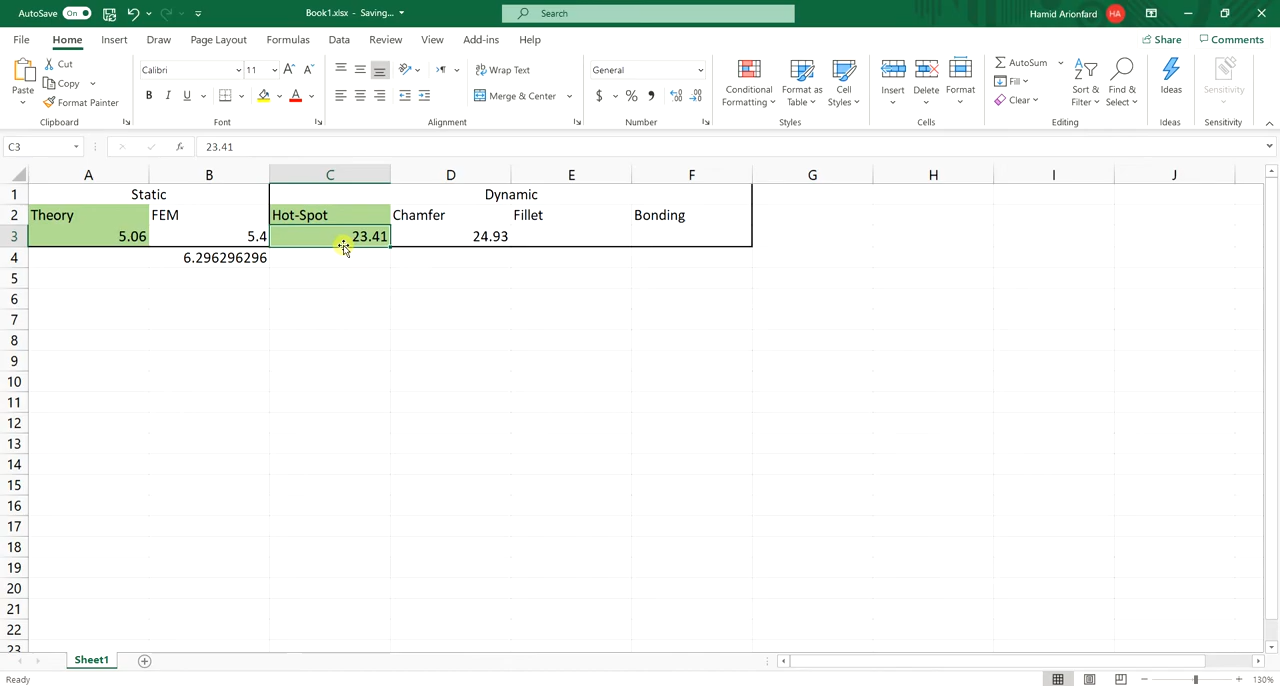 AutoSave On Book1.xlsx - Saving... Search Hamid Arionfard HA
File Home Insert Draw Page Layout Formulas Data Review View Add-ins Help Share Comments
Paste Cut Copy Format Painter
Clipboard
Calibri 11
B I U A
Font
Wrap Text
Merge & Center
Alignment
General
$ %
Number
Conditional Formatting Format as Table Cell Styles
Styles
Insert Delete Format
Cells
AutoSum Fill Clear Sort & Filter Find & Select
Editing
Ideas
Ideas
Sensitivity
Sensitivity
C3 fx 23.41
A B C D E F G H I J
1 Static Dynamic
2 Theory FEM Hot-Spot Chamfer Fillet Bonding
3 5.06 5.4 23.41 24.93
4 6.296296296
5
6
7
8
9
10
11
12
13
14
15
16
17
18
19
20
21
22
23
Sheet1
Ready 130%